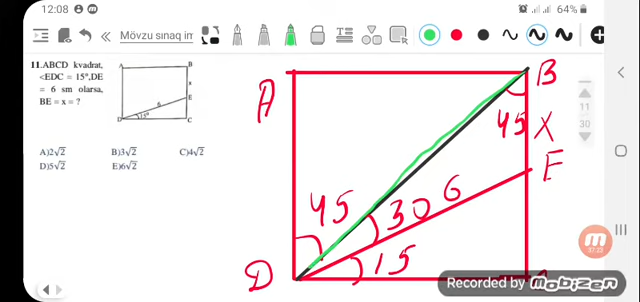 12:08
64%
Mövzu sınaq im
11.ABCD kvadrat,
<EDC = 15°,DE
= 6 sm olarsa,
BE = x = ?
A
B
x
E
6
15°
D
C
A)2√2
B)3√2
C)4√2
D)5√2
E)6√2
11
30
A
B
45
X
E
45
30
6
15
D
Recorded by mobizen